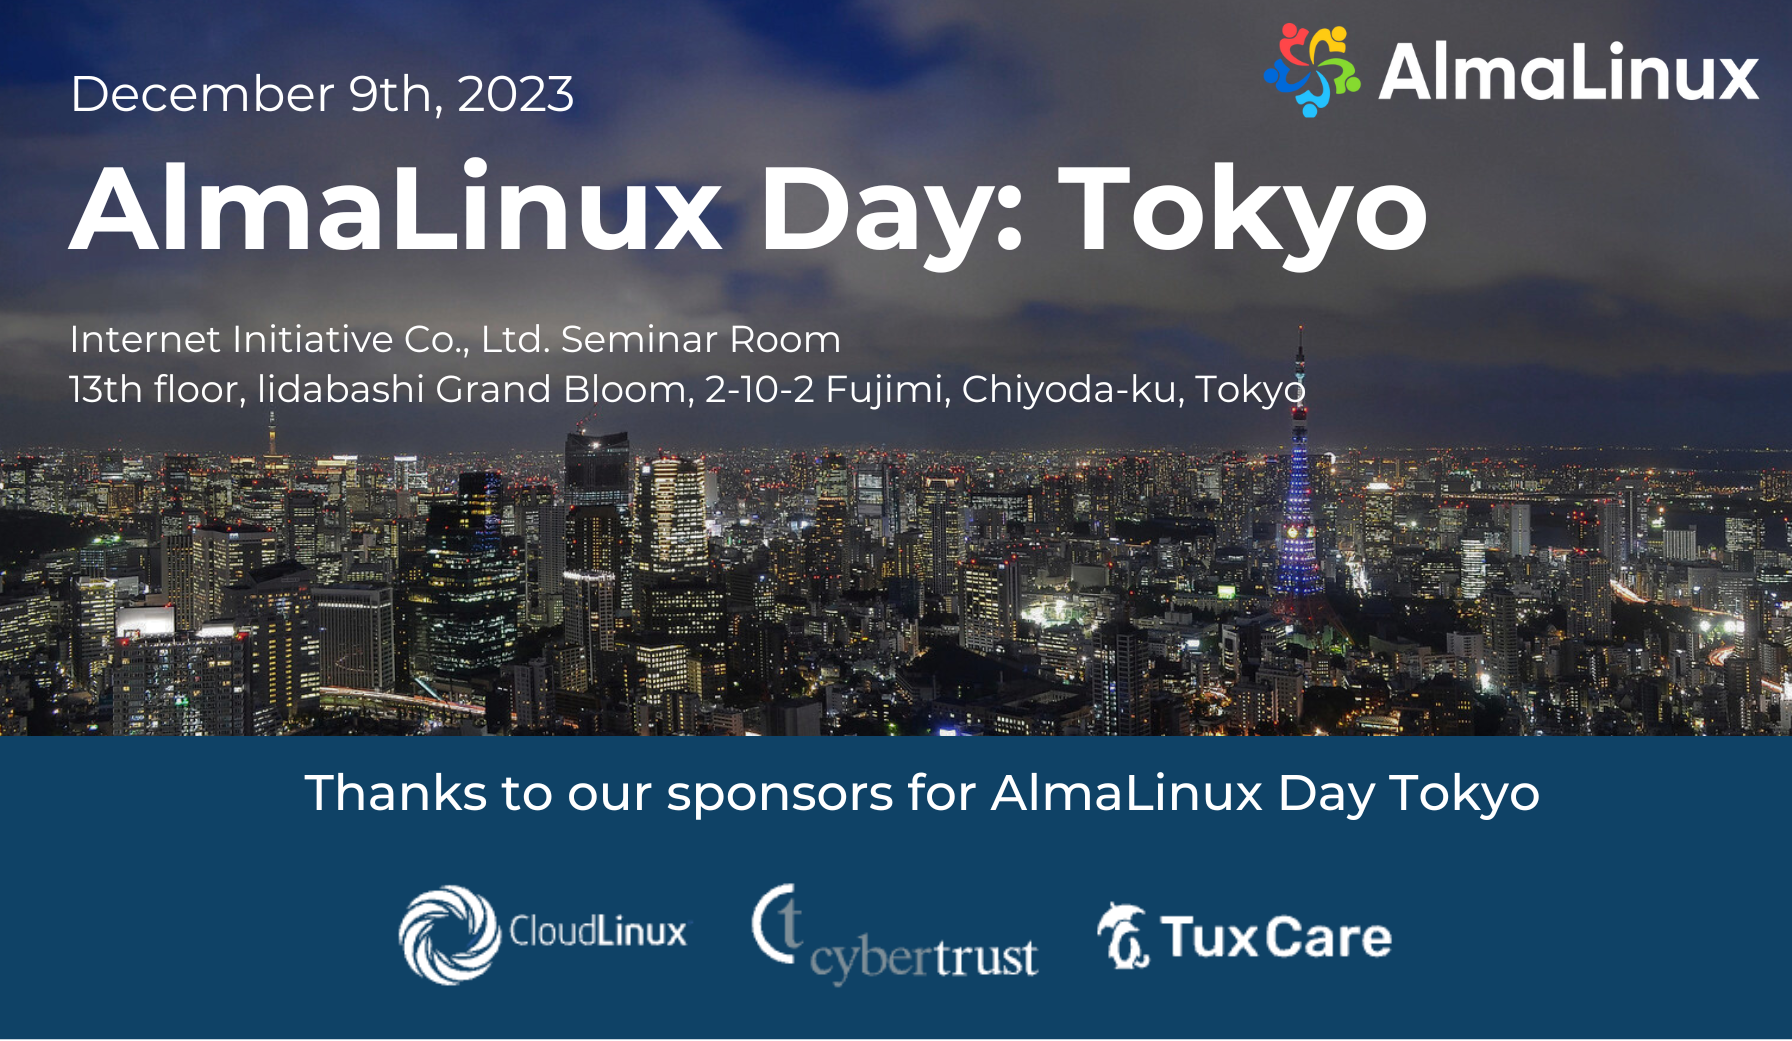 AlmaLinux
December 9th, 2023
AlmaLinux Day: Tokyo
Internet Initiative Co., Ltd. Seminar Room
13th floor, Iidabashi Grand Bloom, 2-10-2 Fujimi, Chiyoda-ku, Tokyo
Thanks to our sponsors for AlmaLinux Day Tokyo
CloudLinux
ct cybertrust
TuxCare